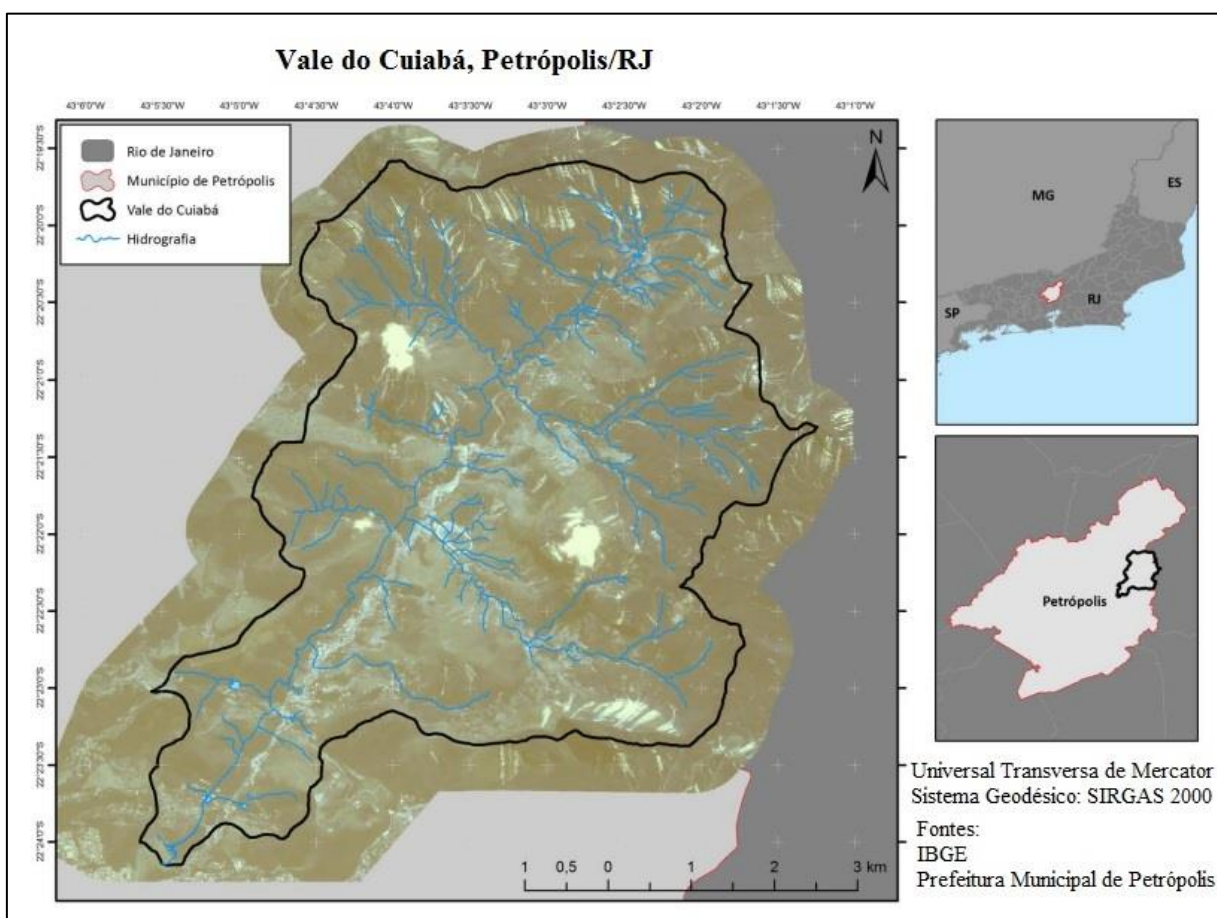 Vale do Cuiabá, Petrópolis/RJ
43°6'0"W 43°5'30"W 43°5'0"W 43°4'30"W 43°4'0"W 43°3'30"W 43°3'0"W 43°2'30"W 43°2'0"W 43°1'30"W 43°1'0"W
22°19'30"S
22°20'0"S
22°20'30"S
22°21'0"S
22°21'30"S
22°22'0"S
22°22'30"S
22°23'0"S
22°23'30"S
22°24'0"S
Rio de Janeiro
Município de Petrópolis
Vale do Cuiabá
Hidrografia
N
1 0,5 0 1 2 3 km
MG
ES
SP
RJ
Petrópolis
Universal Transversa de Mercator
Sistema Geodésico: SIRGAS 2000
Fontes:
IBGE
Prefeitura Municipal de Petrópolis